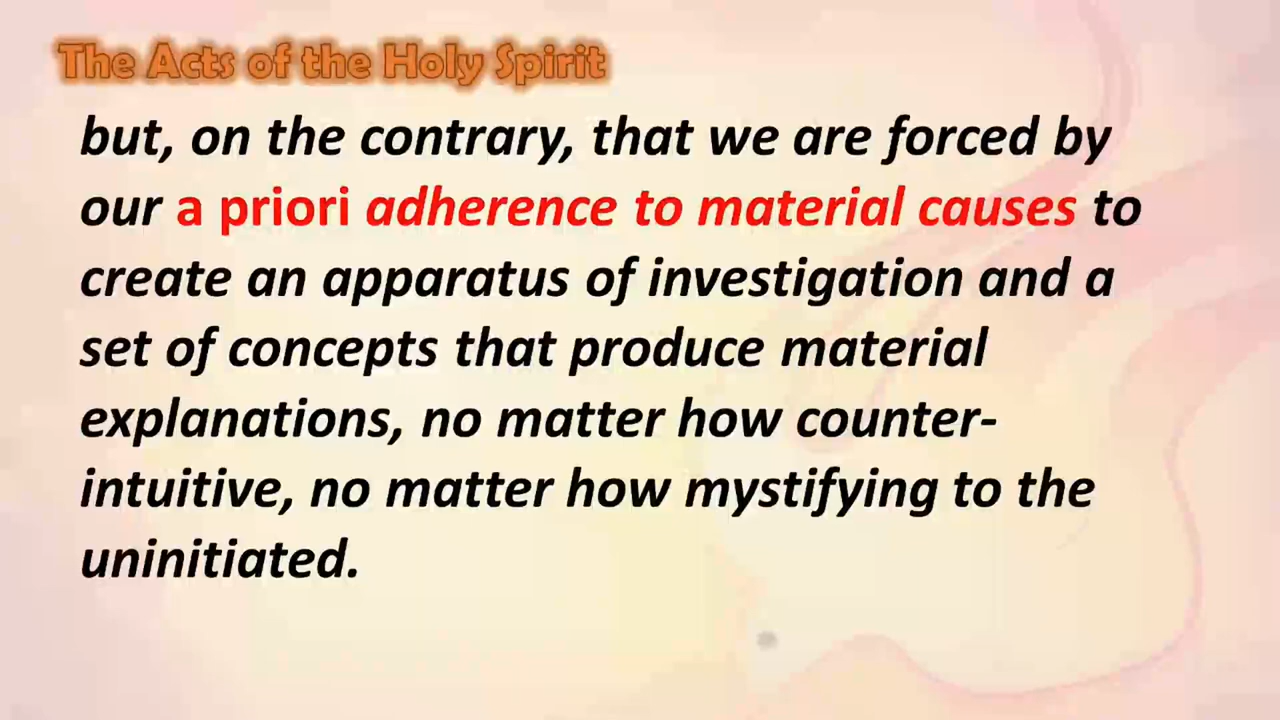 The Acts of the Holy Spirit
but, on the contrary, that we are forced by
our a priori adherence to material causes to
create an apparatus of investigation and a
set of concepts that produce material
explanations, no matter how counter-
intuitive, no matter how mystifying to the
uninitiated.